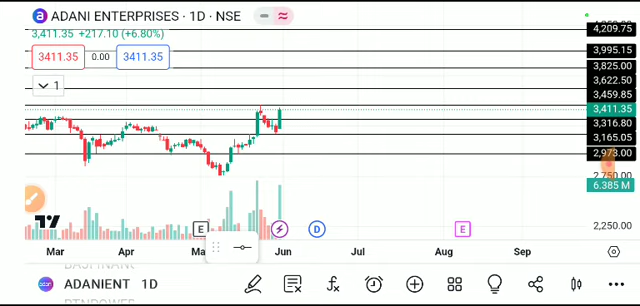 ADANI ENTERPRISES · 1D · NSE
3,411.35 +217.10 (+6.80%)
3411.35 0.00 3411.35
1
4,209.75
3,995.15
3,825.00
3,622.50
3,459.85
3,411.35
3,316.80
3,165.05
2,973.00
2,750.00
6.385 M
2,250.00
E D E
Mar Apr Jun Jul Aug Sep
ADANIENT 1D